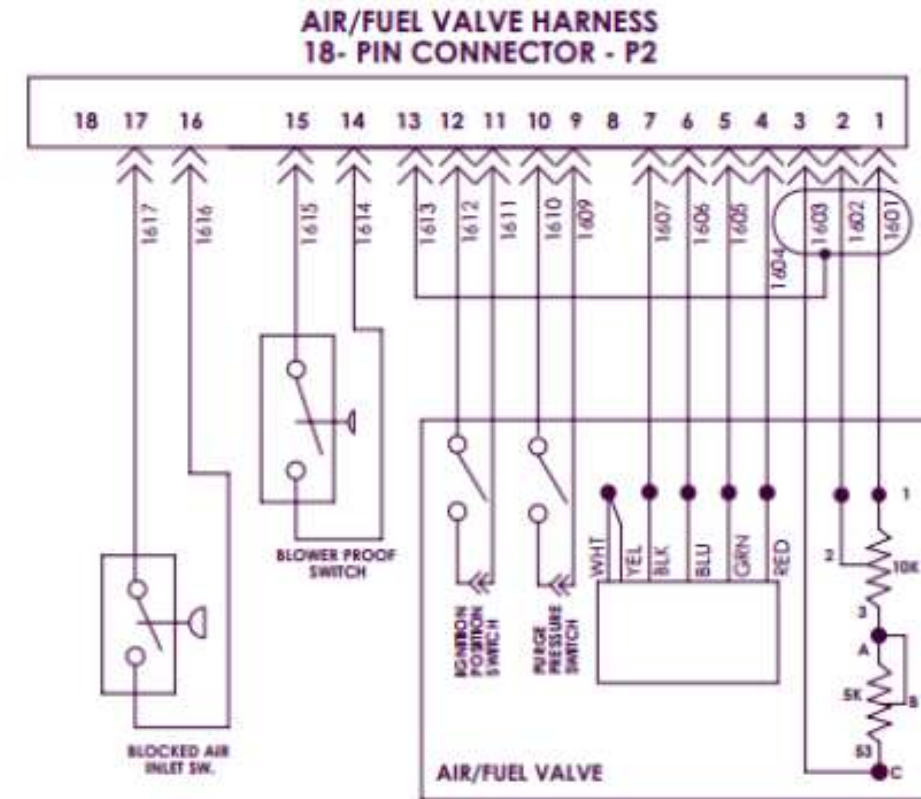 AIR/FUEL VALVE HARNESS
18- PIN CONNECTOR - P2
18 17 16 15 14 13 12 11 10 9 8 7 6 5 4 3 2 1
1617 1616 1615 1614 1613 1612 1611 1610 1609 1607 1606 1605 1604 1603 1602 1601
1
2
10K
3
A
5K
B
53
C
WHT YEL BLK BLU GRN RED
BLOWER PROOF
SWITCH
IGNITION
POSITION
SWITCH
PURGE
PRESSURE
SWITCH
BLOCKED AIR
INLET SW.
AIR/FUEL VALVE